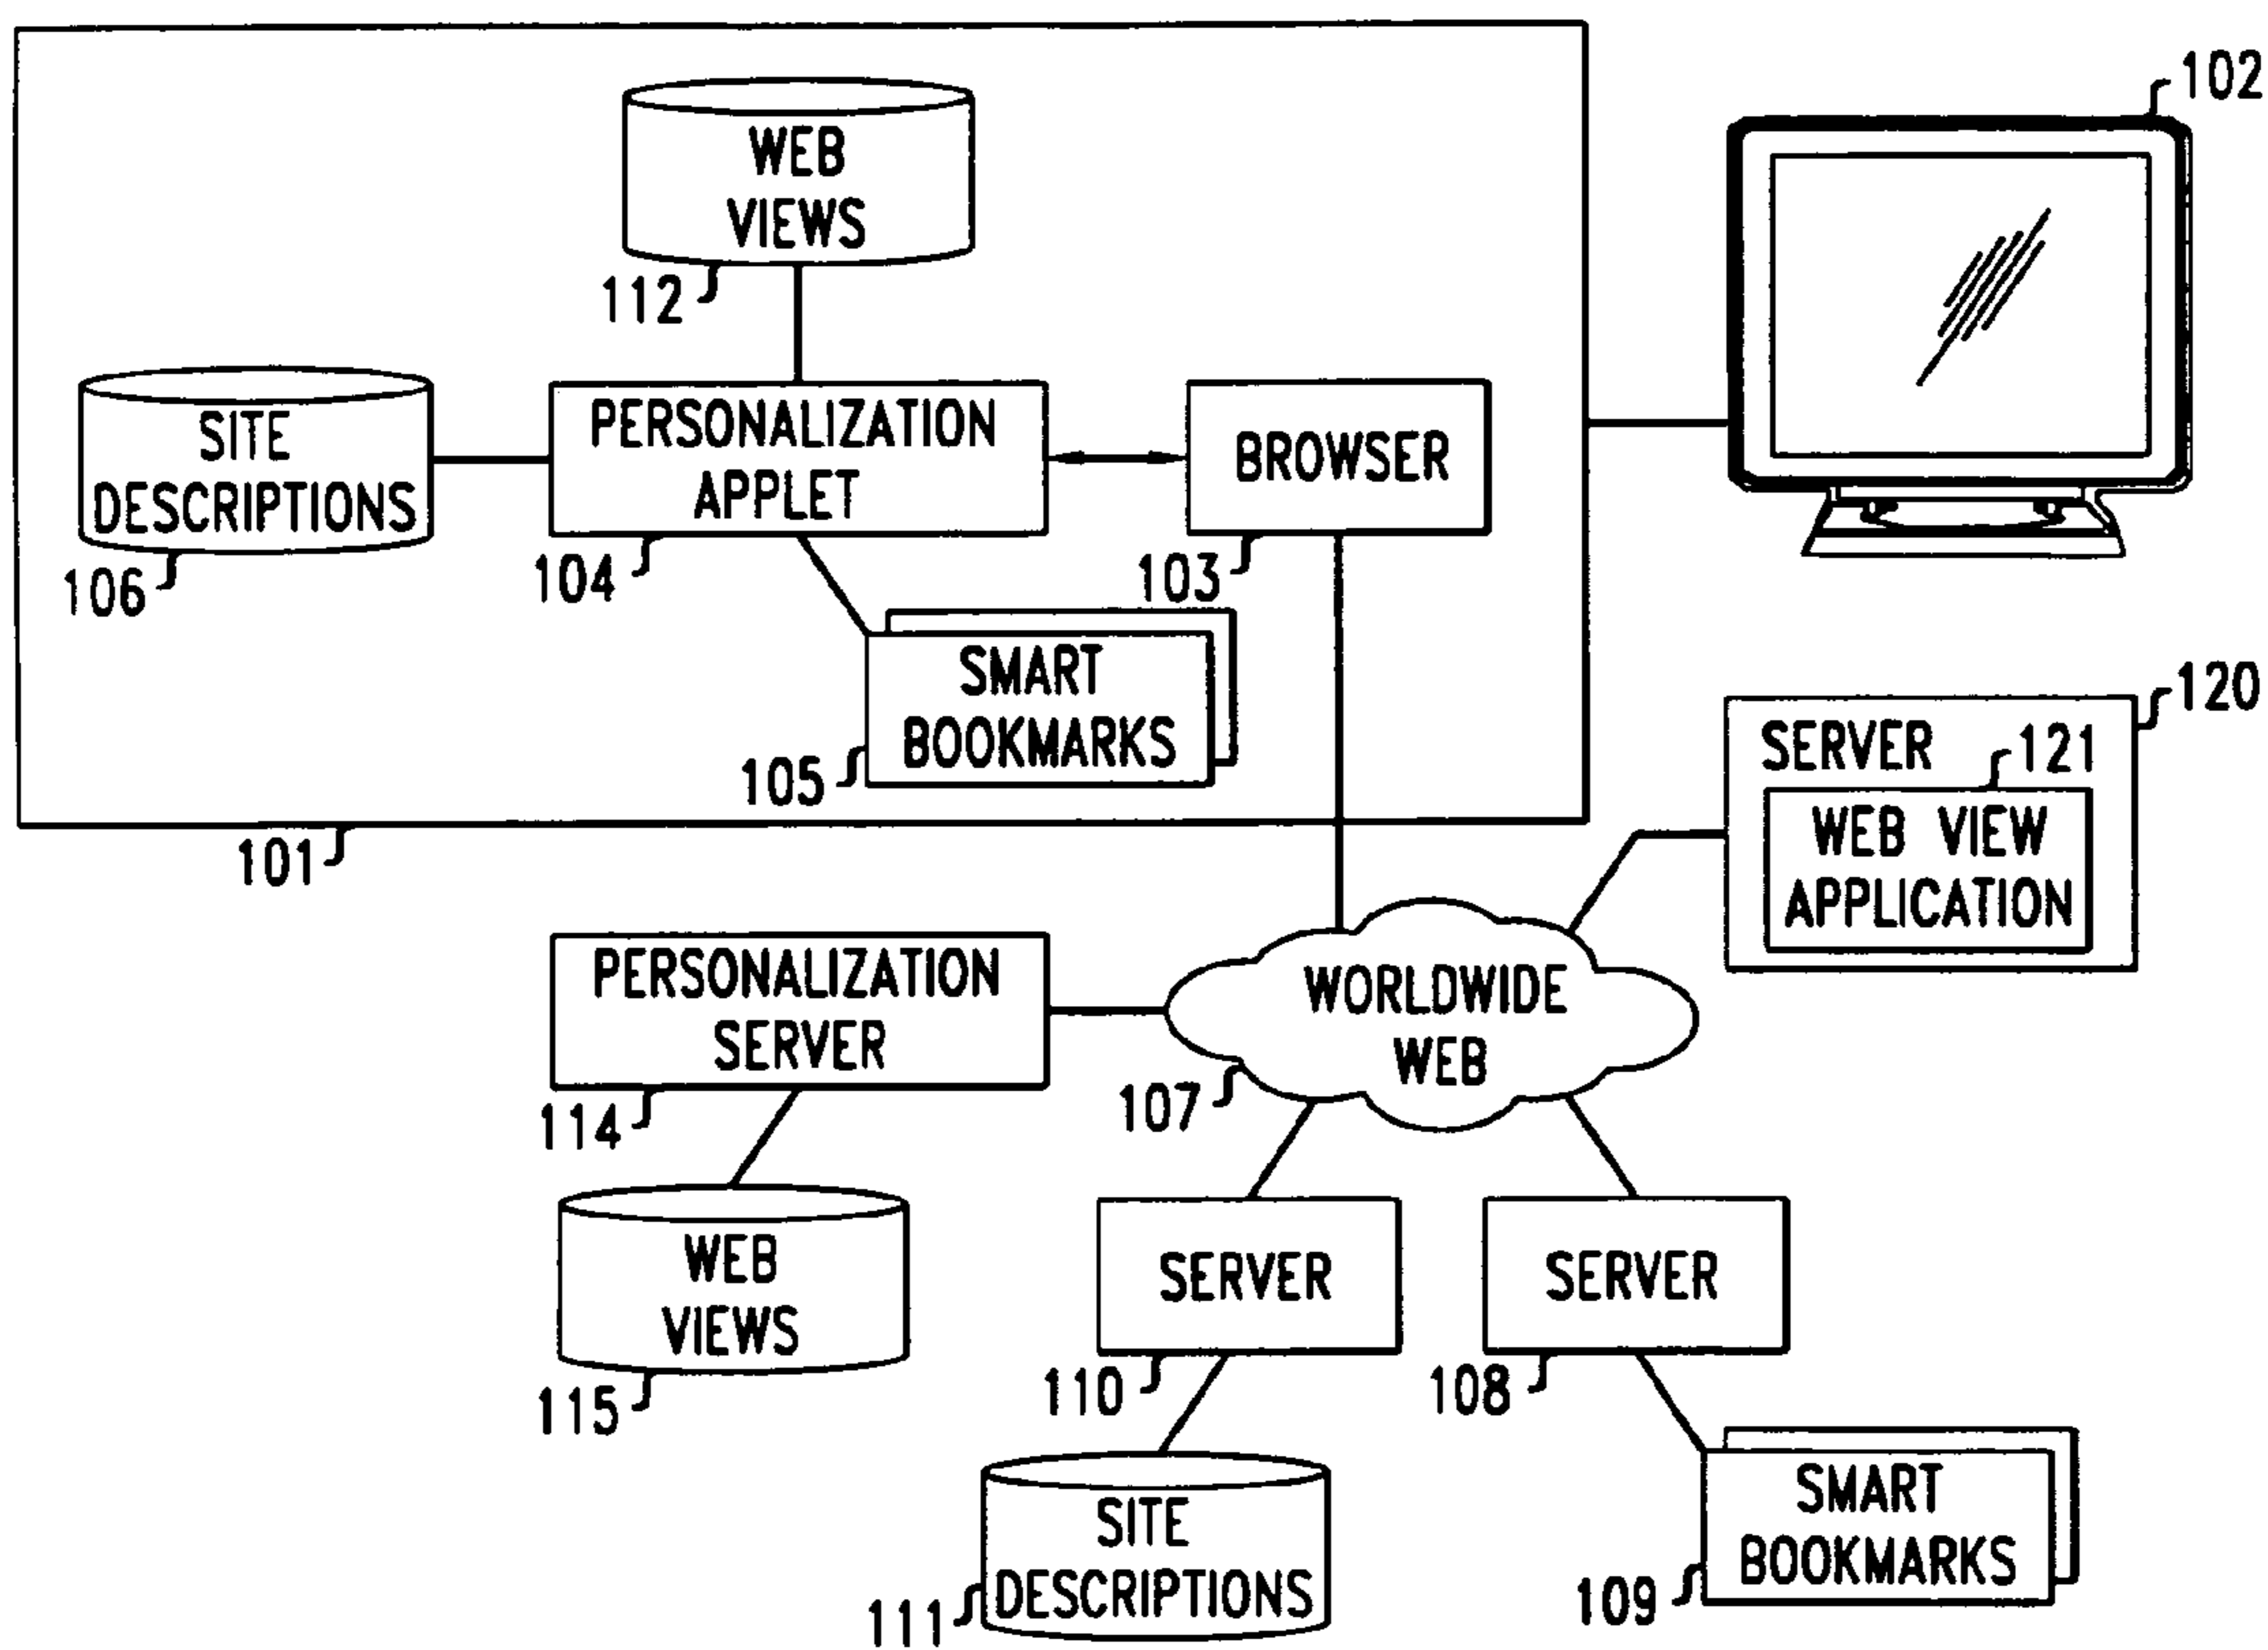 102
WEB
VIEWS
112
SITE
DESCRIPTIONS
106
PERSONALIZATION
APPLET
104
BROWSER
103
SMART
BOOKMARKS
105
101
120
SERVER
121
WEB VIEW
APPLICATION
PERSONALIZATION
SERVER
114
WORLDWIDE
WEB
107
WEB
VIEWS
115
SERVER
110
SERVER
108
SITE
DESCRIPTIONS
111
SMART
BOOKMARKS
109